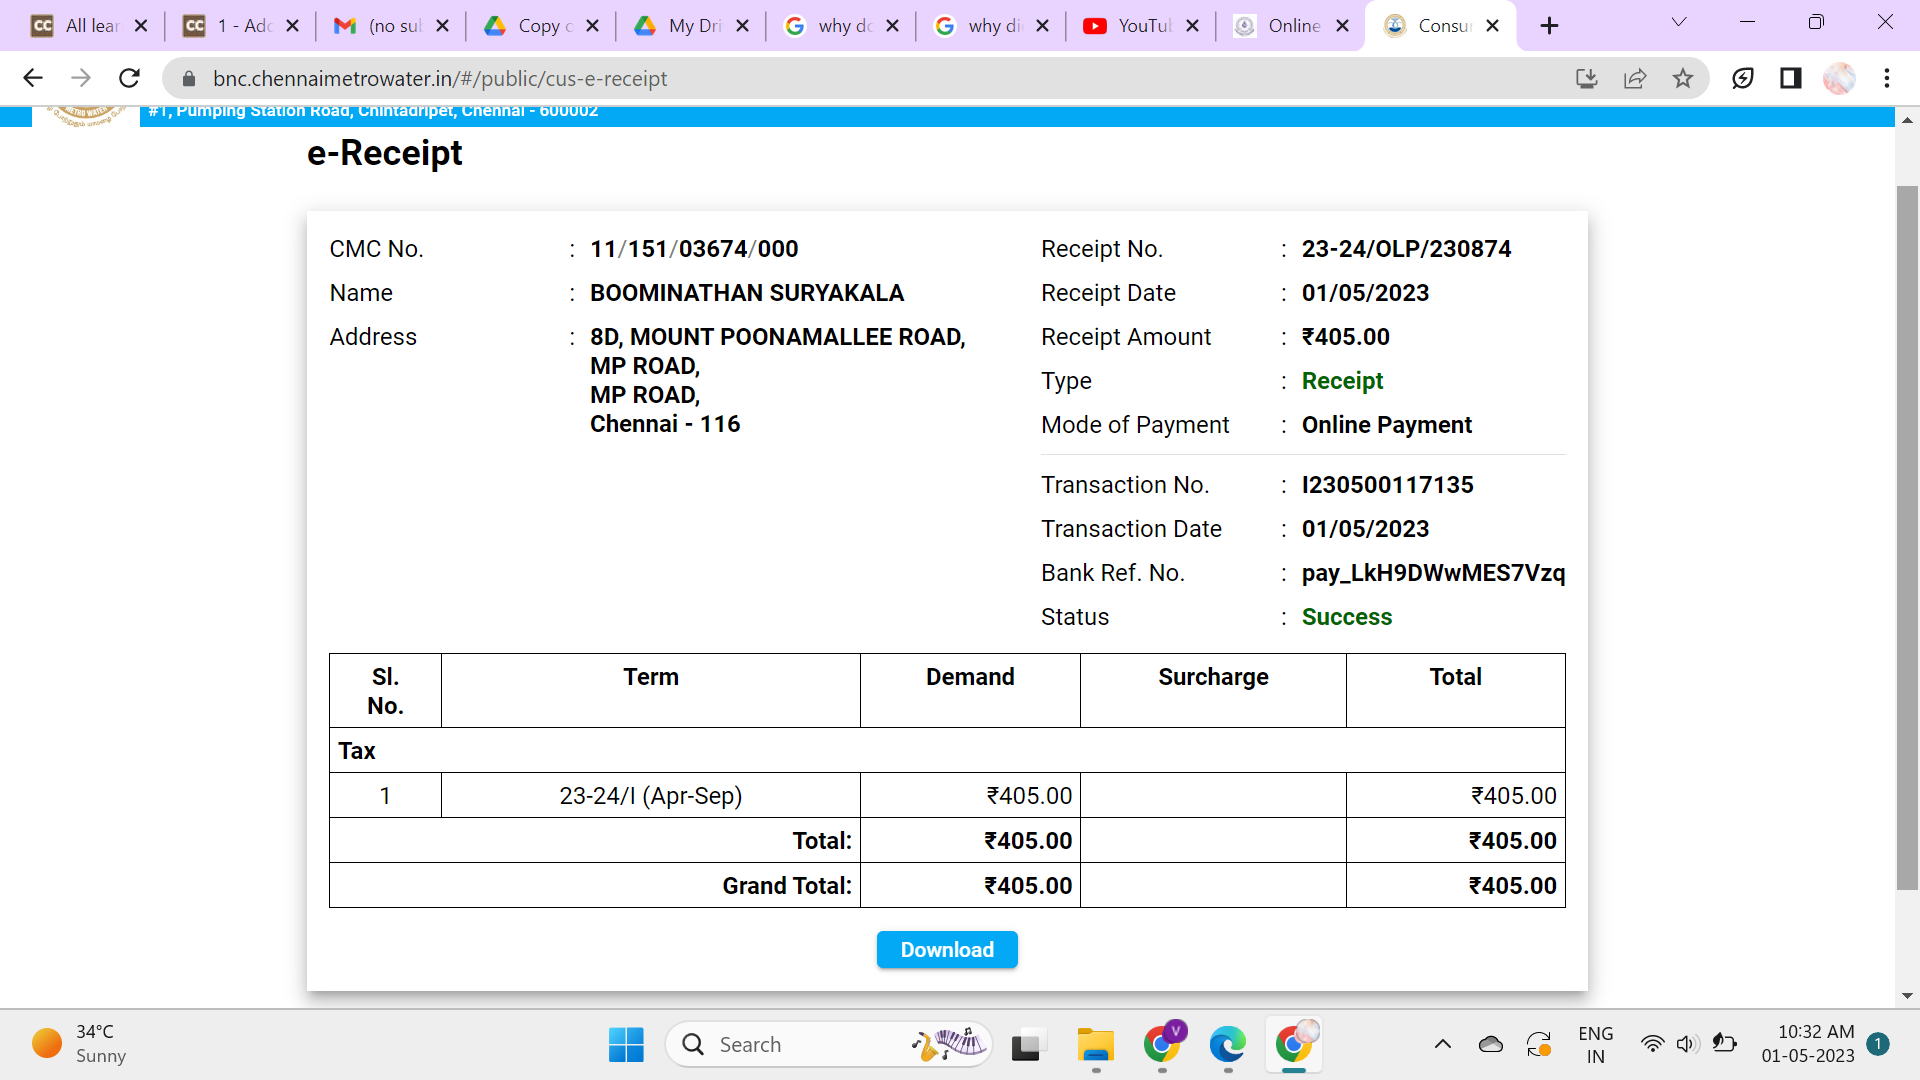 All lear
1 - Ad
(no sub
Copy
My Dri
why do
why di
YouTu
Online
Consu
bnc.chennaimetrowater.in/#/public/cus-e-receipt
#1, Pumping Station Road, Chintadripet, Chennai - 600002
e-Receipt
CMC No. : 11/151/03674/000
Name : BOOMINATHAN SURYAKALA
Address : 8D, MOUNT POONAMALLEE ROAD,
MP ROAD,
MP ROAD,
Chennai - 116
Receipt No. : 23-24/OLP/230874
Receipt Date : 01/05/2023
Receipt Amount : ₹405.00
Type : Receipt
Mode of Payment : Online Payment
Transaction No. : I230500117135
Transaction Date : 01/05/2023
Bank Ref. No. : pay_LkH9DWwMES7Vzq
Status : Success
Sl. No. Term Demand Surcharge Total
Tax
1 23-24/I (Apr-Sep) ₹405.00 ₹405.00
Total: ₹405.00 ₹405.00
Grand Total: ₹405.00 ₹405.00
Download
34°C
Sunny
Search
V
ENG
IN
10:32 AM
01-05-2023
1